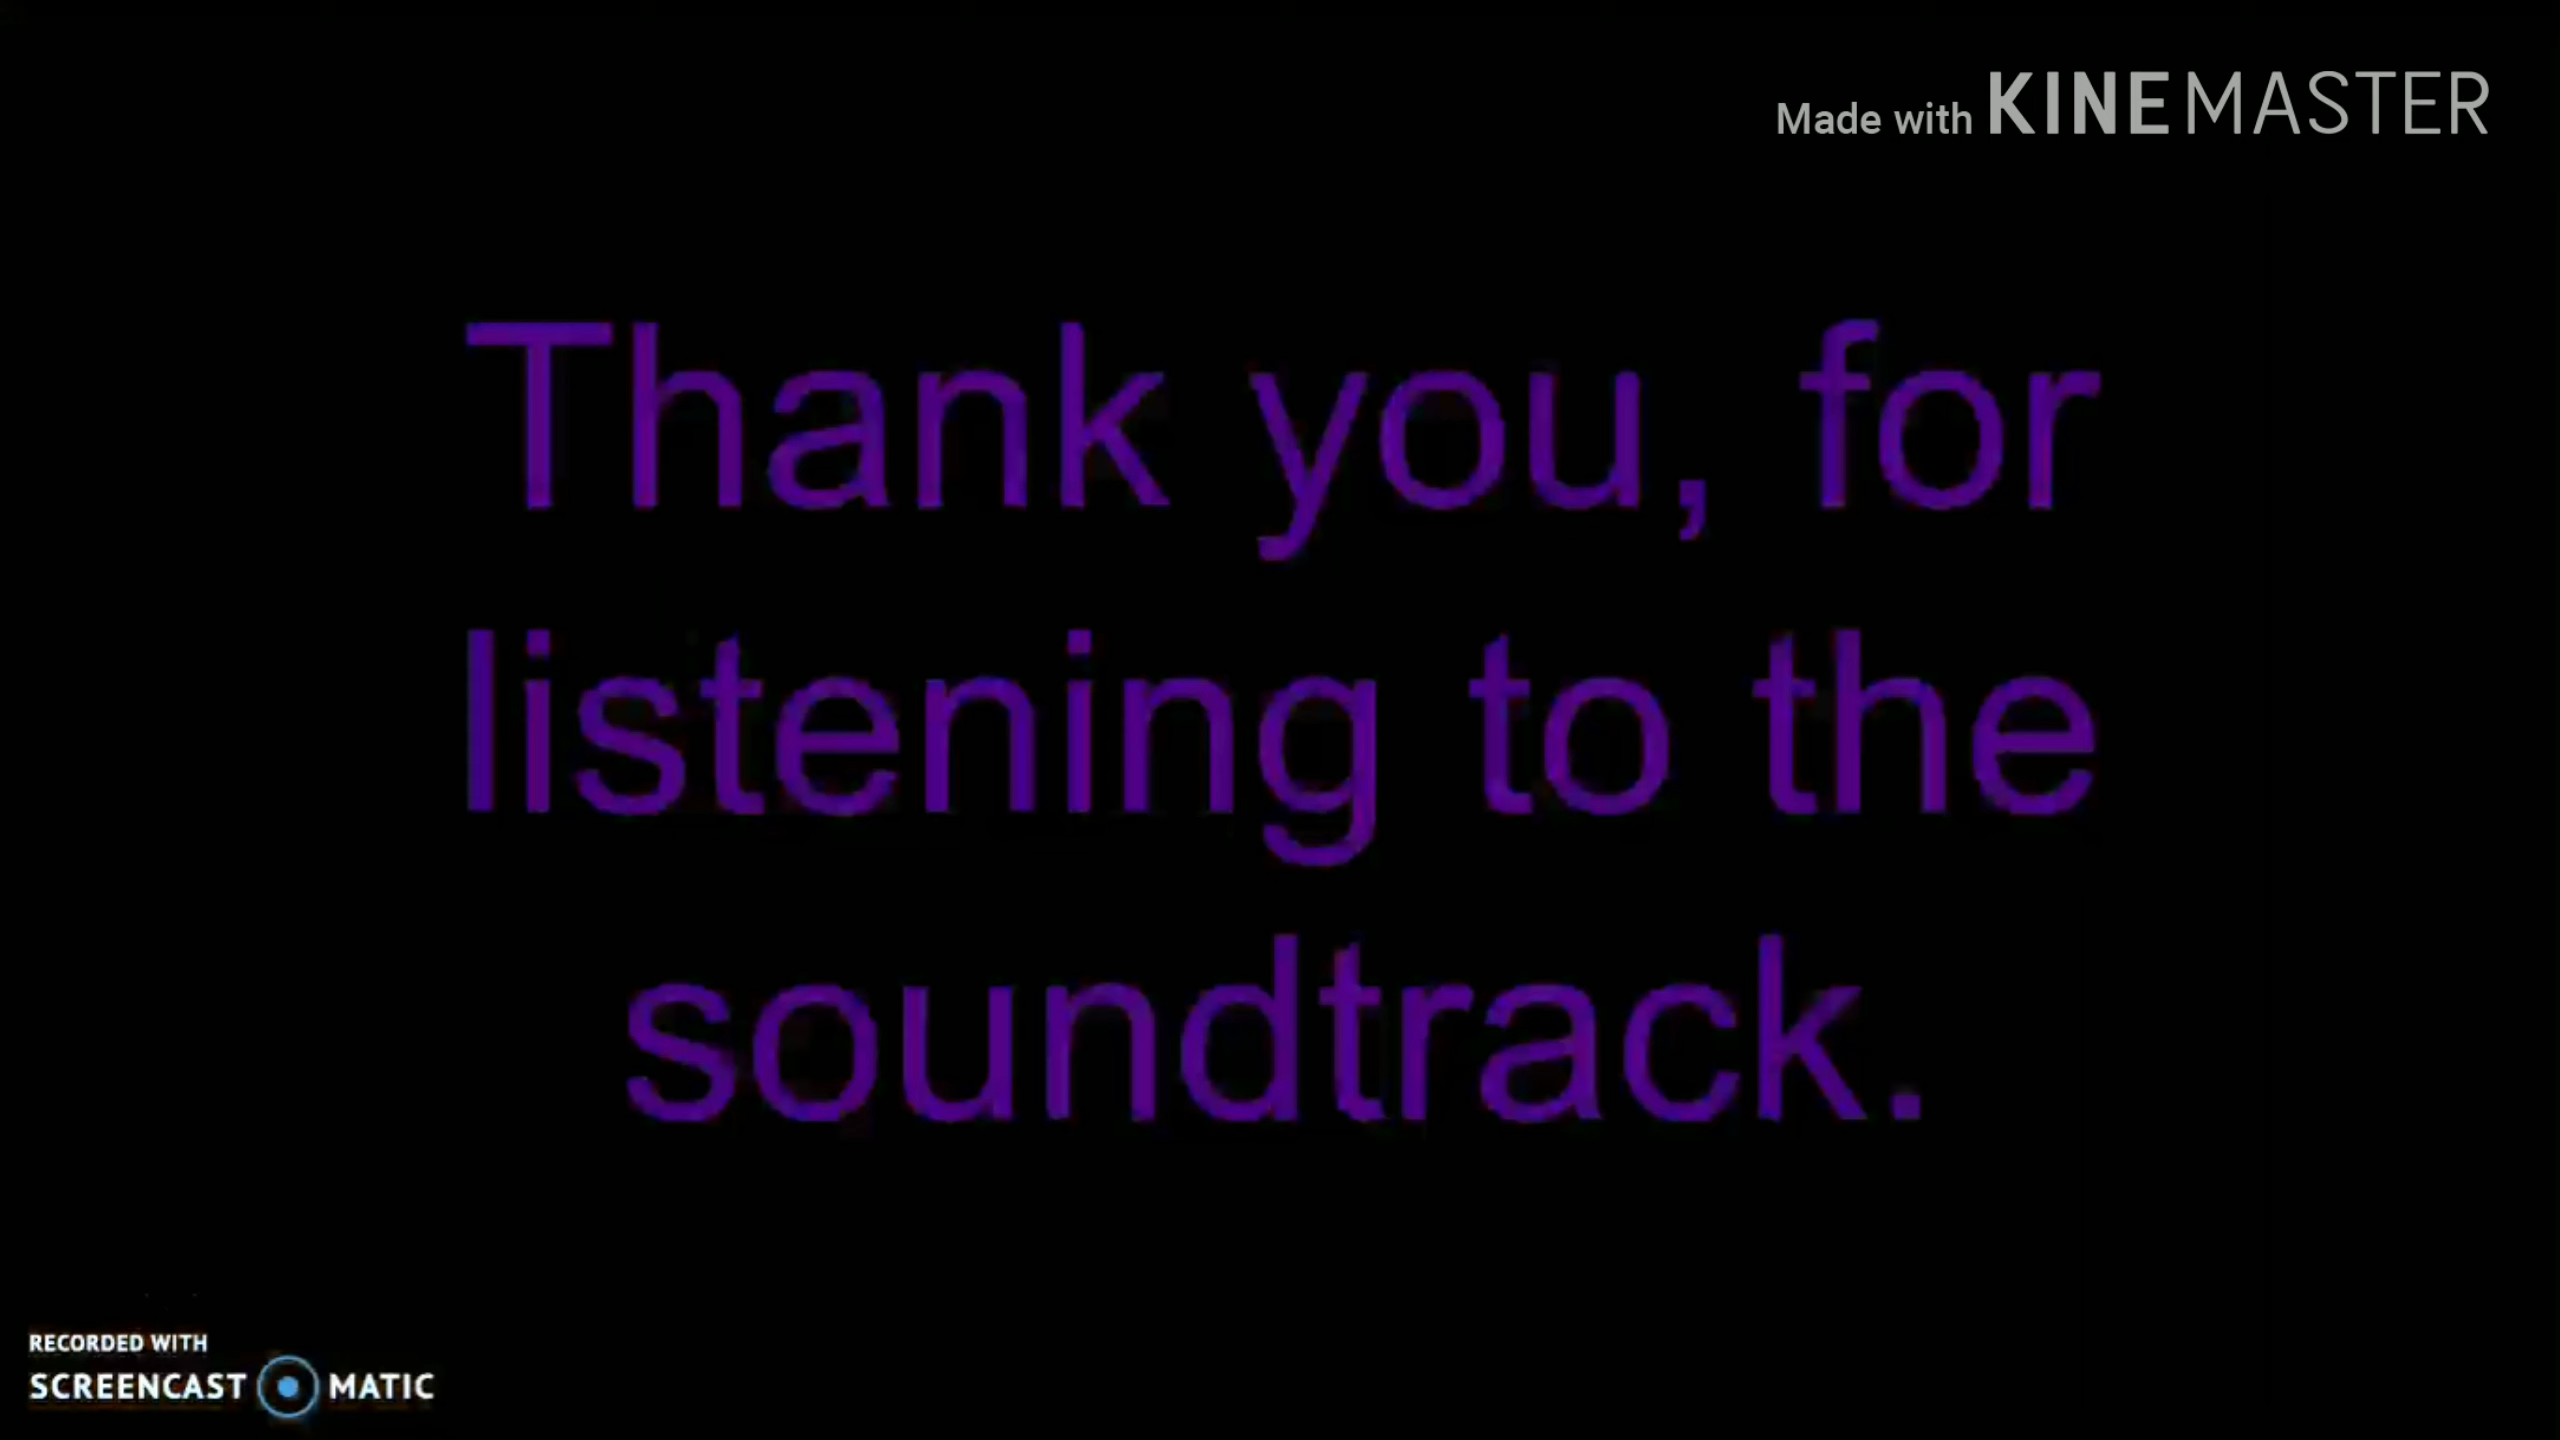 Made with KINEMASTER
Thank you, for
listening to the
soundtrack.
RECORDED WITH
SCREENCAST MATIC